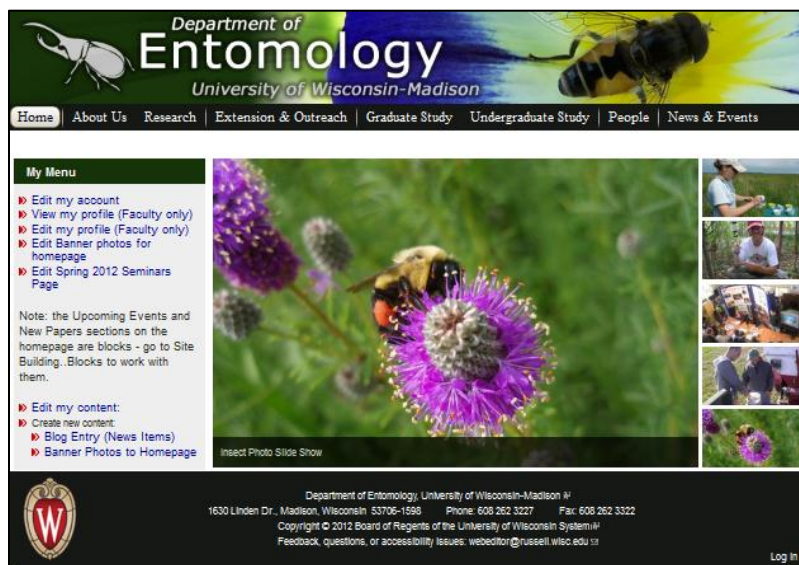 Department of
Entomology
University of Wisconsin-Madison
Home About Us Research Extension & Outreach Graduate Study Undergraduate Study People News & Events
My Menu
Edit my account
View my profile (Faculty only)
Edit my profile (Faculty only)
Edit Banner photos for
homepage
Edit Spring 2012 Seminars
Page
Note: the Upcoming Events and
New Papers sections on the
homepage are blocks - go to Site
Building..Blocks to work with
them.
Edit my content:
Create new content:
Blog Entry (News Items)
Banner Photos to Homepage
Insect Photo Slide Show
W
Department of Entomology, University of Wisconsin-Madison
1630 Linden Dr., Madison, Wisconsin 53706-1598 Phone: 608 262 3227 Fax: 608 262 3322
Copyright © 2012 Board of Regents of the University of Wisconsin System
Feedback, questions, or accessibility issues: webeditor@russell.wisc.edu
Log In